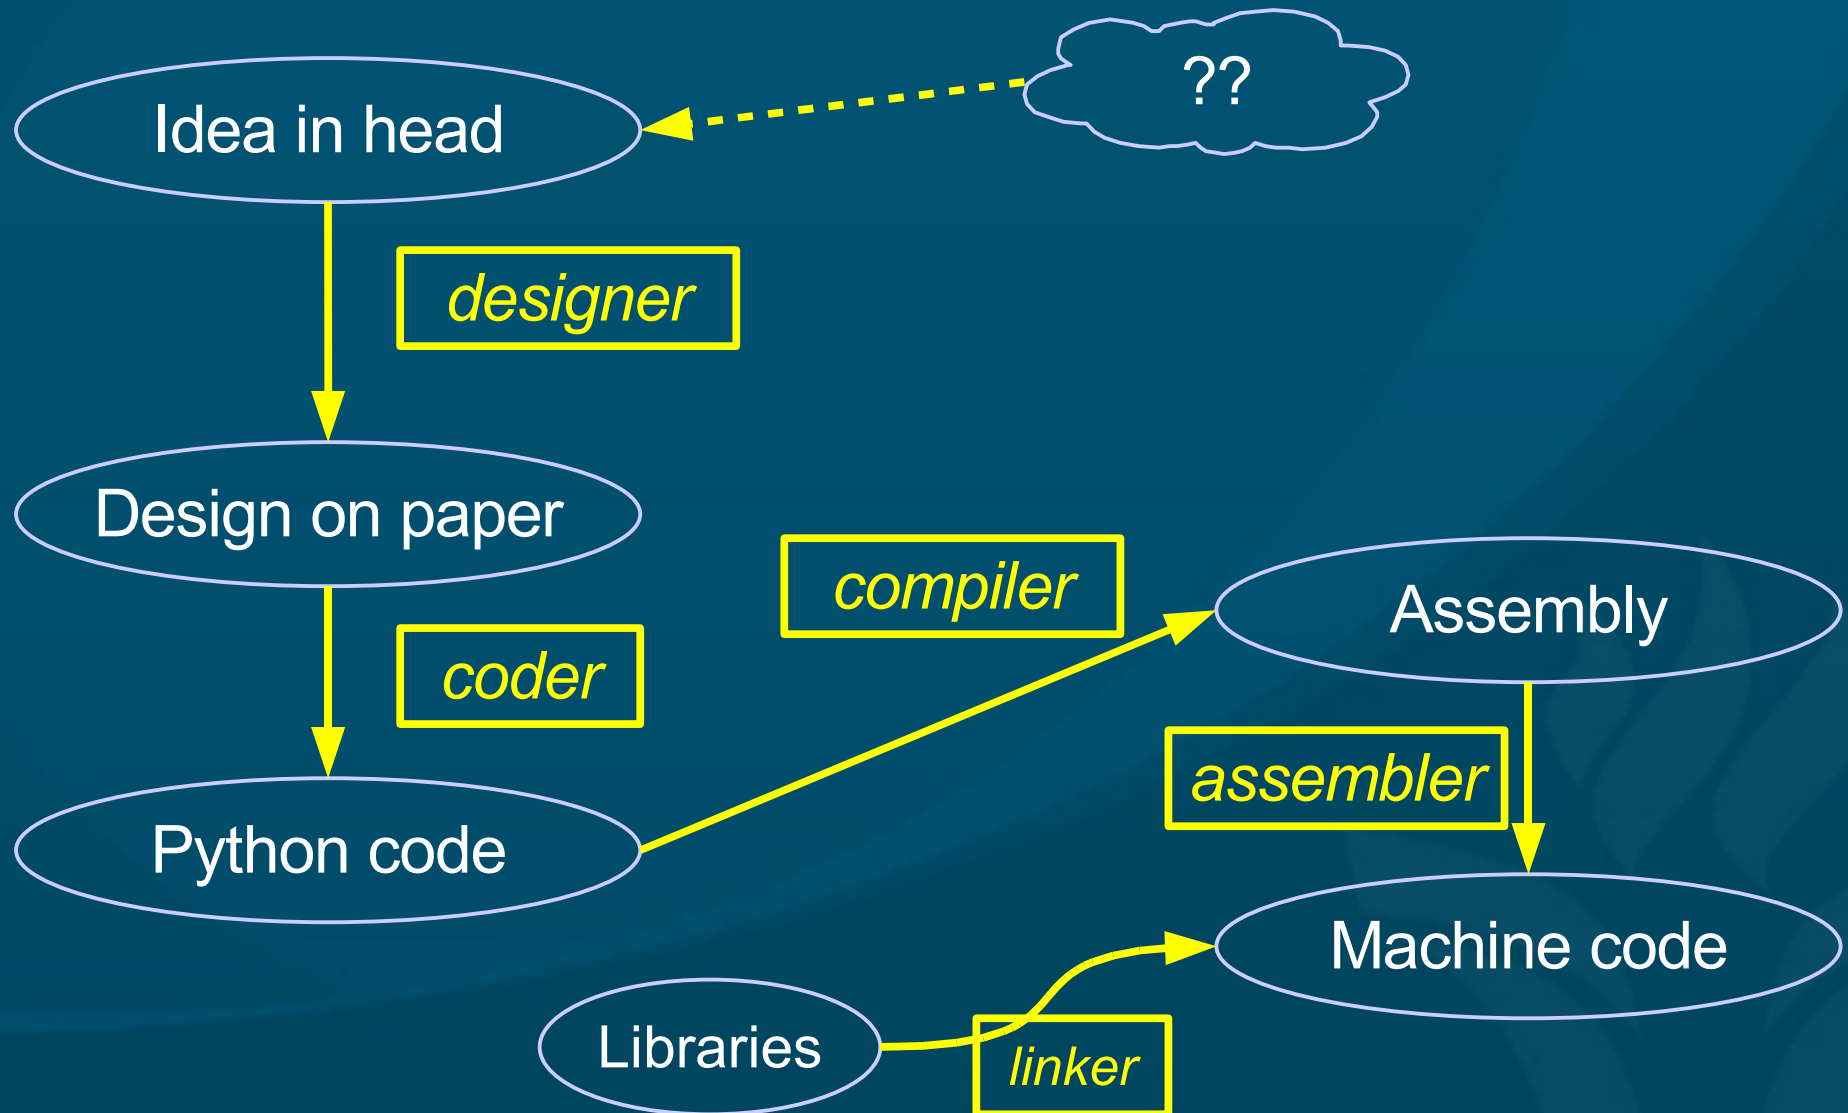 ??
Idea in head
designer
Design on paper
compiler
Assembly
coder
assembler
Python code
Machine code
Libraries
linker